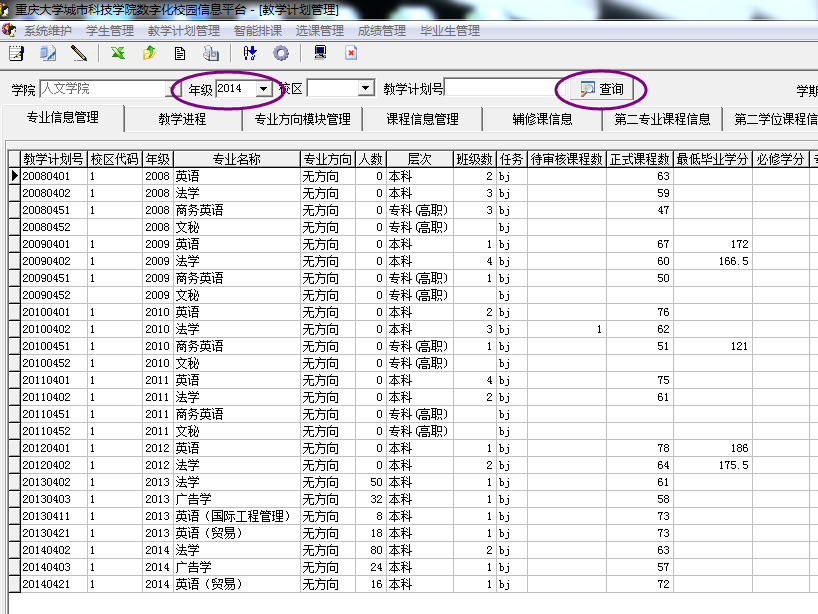 重庆大学城市科技学院数字化校园信息平台 - [教学计划管理]
系统维护 学生管理 教学计划管理 智能排课 选课管理 成绩管理 毕业生管理
学院 人文学院 年级 2014 校区 教学计划号 查询 学期
专业信息管理 教学进程 专业方向模块管理 课程信息管理 辅修课信息 第二专业课程信息 第二学位课程信
教学计划号 校区代码 年级 专业名称 专业方向 人数 层次 班级数 任务 待审核课程数 正式课程数 最低毕业学分 必修学分
20080401 1 2008 英语 无方向 0 本科 2 bj 63
20080402 1 2008 法学 无方向 0 本科 3 bj 59
20080451 1 2008 商务英语 无方向 0 专科(高职) 3 bj 47
20080452 2008 文秘 无方向 0 专科(高职) bj
20090401 1 2009 英语 无方向 0 本科 1 bj 67 172
20090402 1 2009 法学 无方向 0 本科 4 bj 60 166.5
20090451 1 2009 商务英语 无方向 0 专科(高职) 1 bj 50
20090452 2009 文秘 无方向 0 专科(高职) bj
20100401 1 2010 英语 无方向 0 本科 2 bj 76
20100402 1 2010 法学 无方向 0 本科 3 bj 1 62
20100451 1 2010 商务英语 无方向 0 专科(高职) 1 bj 51 121
20100452 1 2010 文秘 无方向 0 专科(高职) bj
20110401 1 2011 英语 无方向 0 本科 4 bj 75
20110402 1 2011 法学 无方向 0 本科 2 bj 61
20110451 1 2011 商务英语 无方向 0 专科(高职) bj
20110452 1 2011 文秘 无方向 0 专科(高职) bj
20120401 1 2012 英语 无方向 0 本科 1 bj 78 186
20120402 1 2012 法学 无方向 0 本科 2 bj 64 175.5
20130402 1 2013 法学 无方向 50 本科 1 bj 61
20130403 1 2013 广告学 无方向 32 本科 1 bj 58
20130411 1 2013 英语（国际工程管理） 无方向 8 本科 1 bj 73
20130421 1 2013 英语（贸易） 无方向 18 本科 1 bj 73
20140402 1 2014 法学 无方向 80 本科 2 bj 63
20140403 1 2014 广告学 无方向 24 本科 1 bj 57
20140421 1 2014 英语（贸易） 无方向 16 本科 1 bj 72